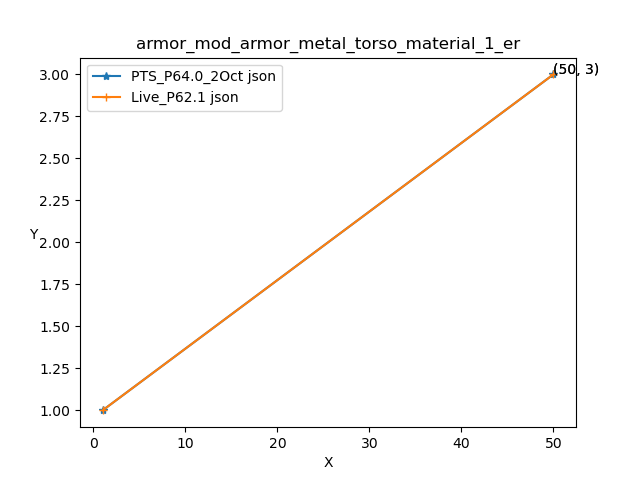 armor_mod_armor_metal_torso_material_1_er
PTS_P64.0_2Oct json
Live_P62.1 json
(50, 3)
3.00
2.75
2.50
2.25
Y
2.00
1.75
1.50
1.25
1.00
0 10 20 30 40 50
X